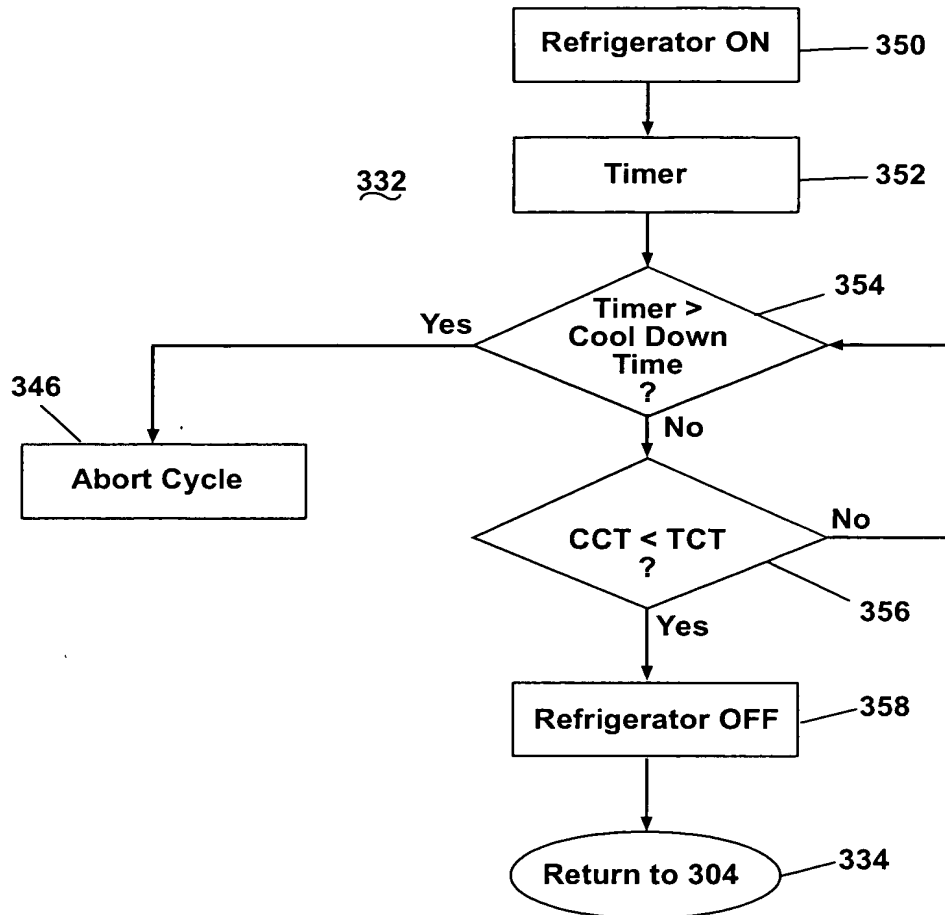 Refrigerator ON
350
Timer
352
332
354
Timer >
Cool Down
Time
?
Yes
346
No
Abort Cycle
CCT < TCT
?
No
356
Yes
Refrigerator OFF
358
Return to 304
334